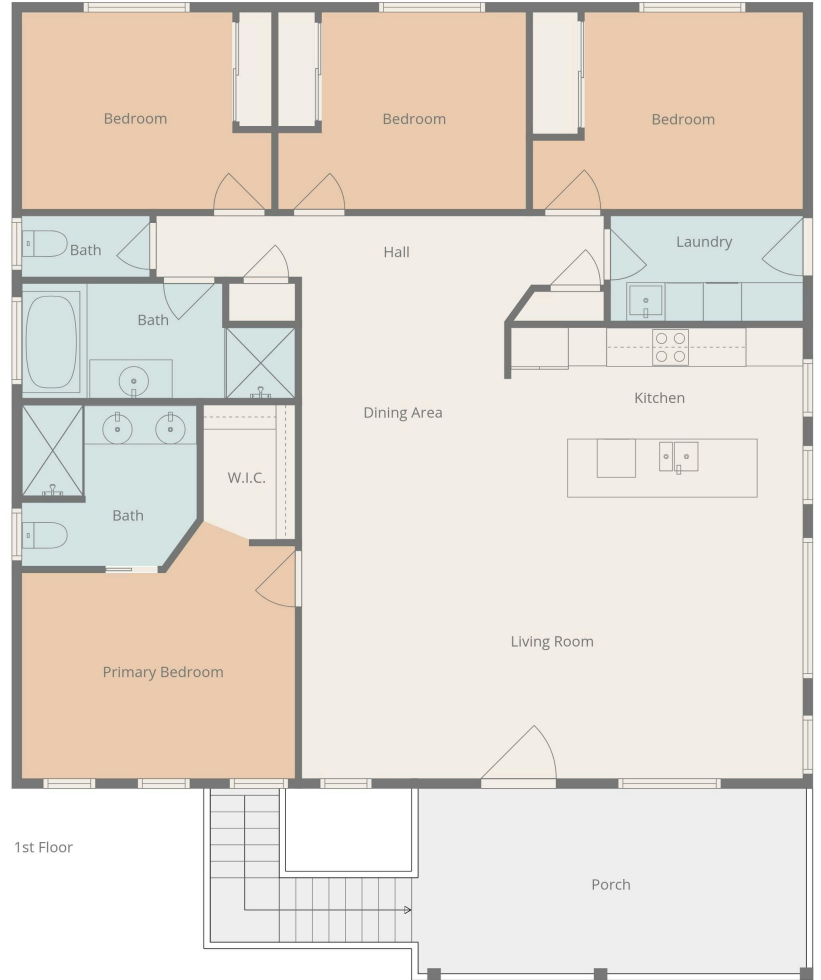 Bedroom
Bedroom
Bedroom
Bath
Hall
Laundry
Bath
Dining Area
Kitchen
W.I.C.
Bath
Living Room
Primary Bedroom
1st Floor
Porch